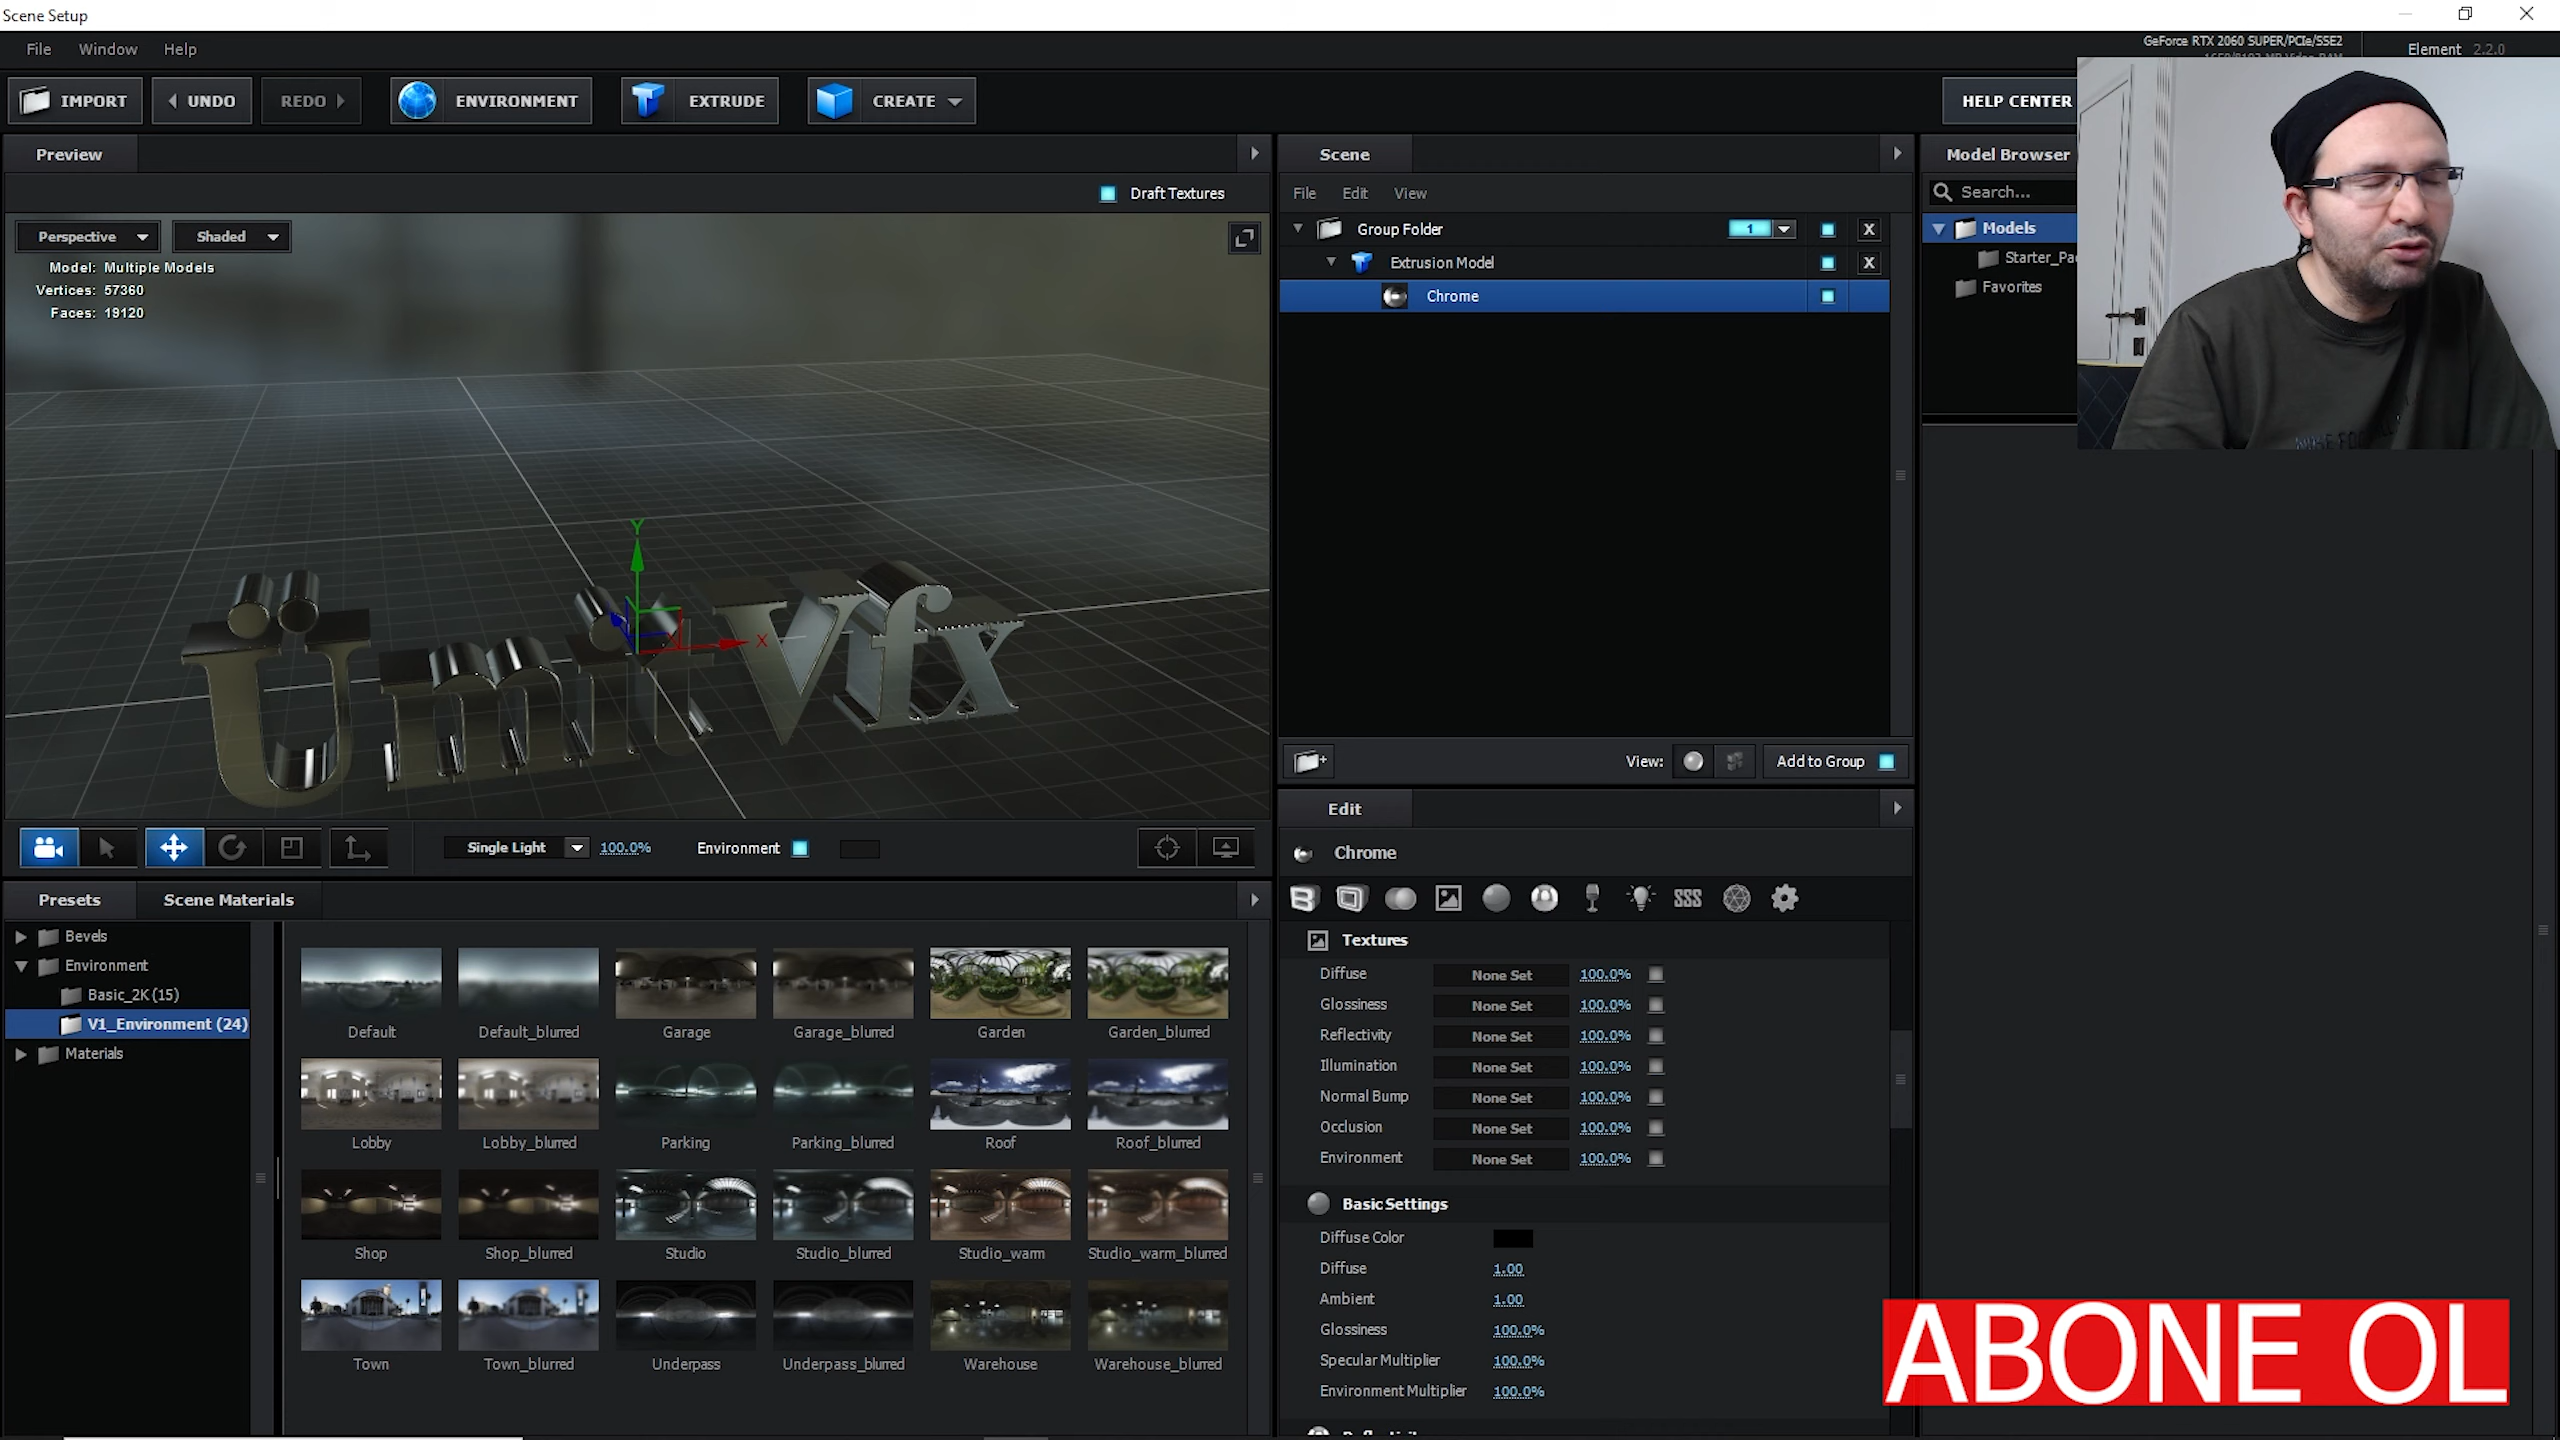 Scene Setup
File Window Help
GeForce RTX 2060 SUPER/PCIe/SSE2
Element 2.2.0
IMPORT UNDO REDO ENVIRONMENT EXTRUDE CREATE HELP CENTER
Preview
Draft Textures
Perspective Shaded
Model: Multiple Models
Vertices: 57360
Faces: 19120
Y
X
Ümit Vfx
Single Light 100.0% Environment
Scene
File Edit View
Group Folder 1 X
Extrusion Model X
Chrome
View: Add to Group
Model Browser
Search...
Models
Favorites
Presets Scene Materials
Bevels
Environment
Basic_2K (15)
V1_Environment (24)
Materials
Default Default_blurred Garage Garage_blurred Garden Garden_blurred
Lobby Lobby_blurred Parking Parking_blurred Roof Roof_blurred
Shop Shop_blurred Studio Studio_blurred Studio_warm Studio_warm_blurred
Town Town_blurred Underpass Underpass_blurred Warehouse Warehouse_blurred
Edit
Chrome
SSS
Textures
Diffuse None Set 100.0%
Glossiness None Set 100.0%
Reflectivity None Set 100.0%
Illumination None Set 100.0%
Normal Bump None Set 100.0%
Occlusion None Set 100.0%
Environment None Set 100.0%
Basic Settings
Diffuse Color
Diffuse 1.00
Ambient 1.00
Glossiness 100.0%
Specular Multiplier 100.0%
Environment Multiplier 100.0%
ABONE OL